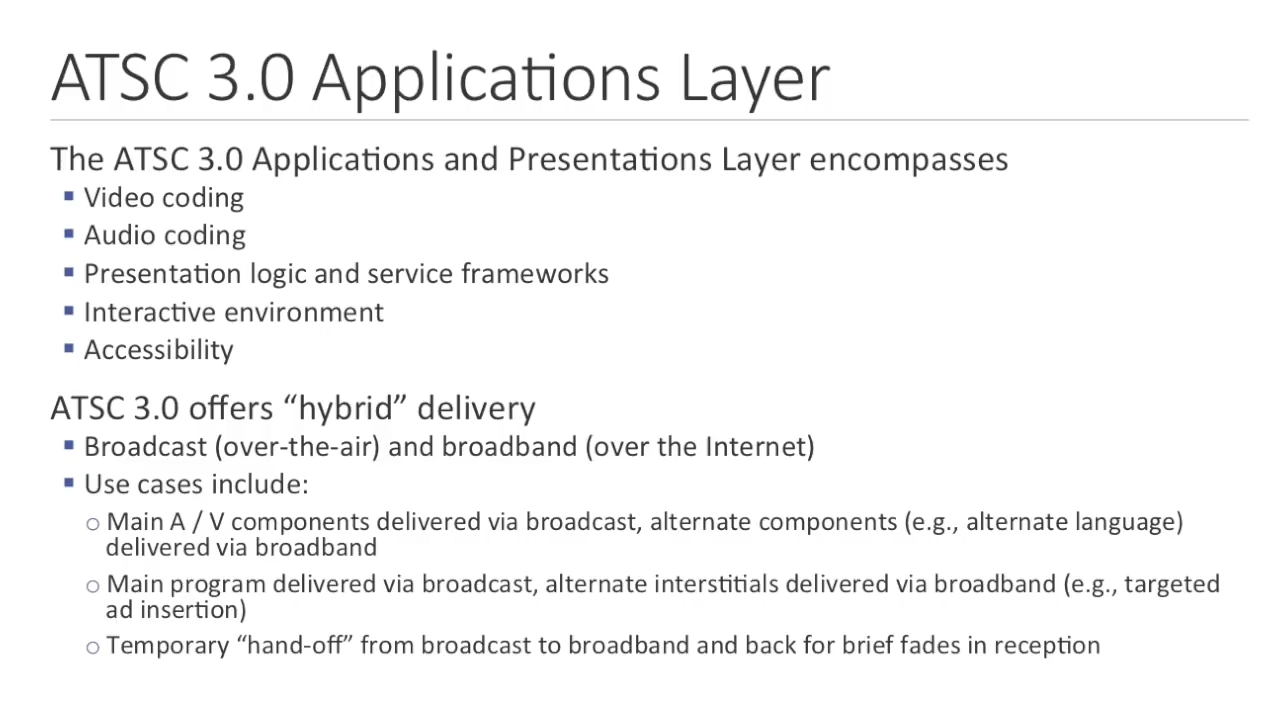 ATSC 3.0 Applications Layer
The ATSC 3.0 Applications and Presentations Layer encompasses
▪ Video coding
▪ Audio coding
▪ Presentation logic and service frameworks
▪ Interactive environment
▪ Accessibility
ATSC 3.0 offers “hybrid” delivery
▪ Broadcast (over-the-air) and broadband (over the Internet)
▪ Use cases include:
○ Main A / V components delivered via broadcast, alternate components (e.g., alternate language)
delivered via broadband
○ Main program delivered via broadcast, alternate interstitials delivered via broadband (e.g., targeted
ad insertion)
○ Temporary “hand-off” from broadcast to broadband and back for brief fades in reception